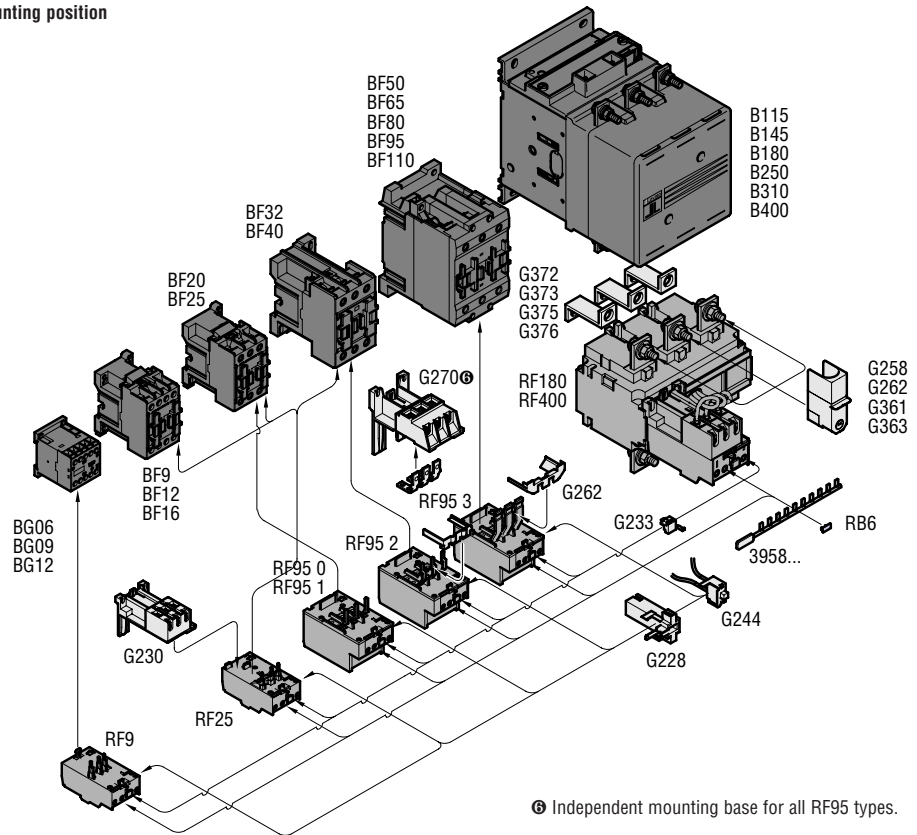 unting position
BF50
BF65
BF80
BF95
BF110
B115
B145
B180
B250
B310
B400
BF32
BF40
BF20
BF25
G372
G373
G375
G376
G270❻
RF180
RF400
G258
G262
G361
G363
BF9
BF12
BF16
BG06
BG09
BG12
RF95 3
G262
G233
RB6
3958...
RF95 2
RF95 0
RF95 1
G244
G228
G230
RF25
RF9
❻ Independent mounting base for all RF95 types.